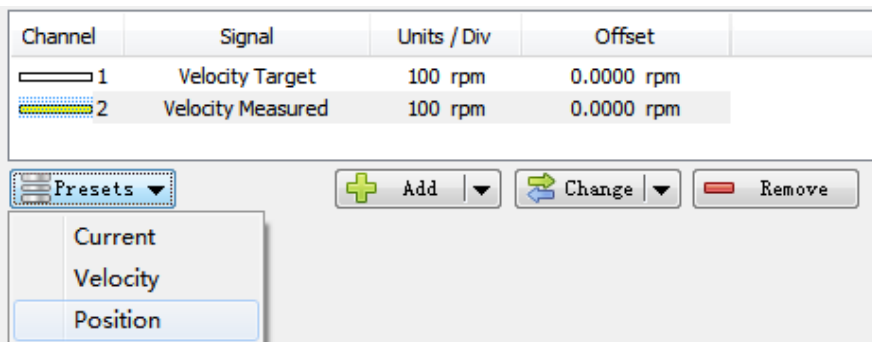 Channel Signal Units / Div Offset
1 Velocity Target 100 rpm 0.0000 rpm
2 Velocity Measured 100 rpm 0.0000 rpm
Presets Add Change Remove
Current
Velocity
Position